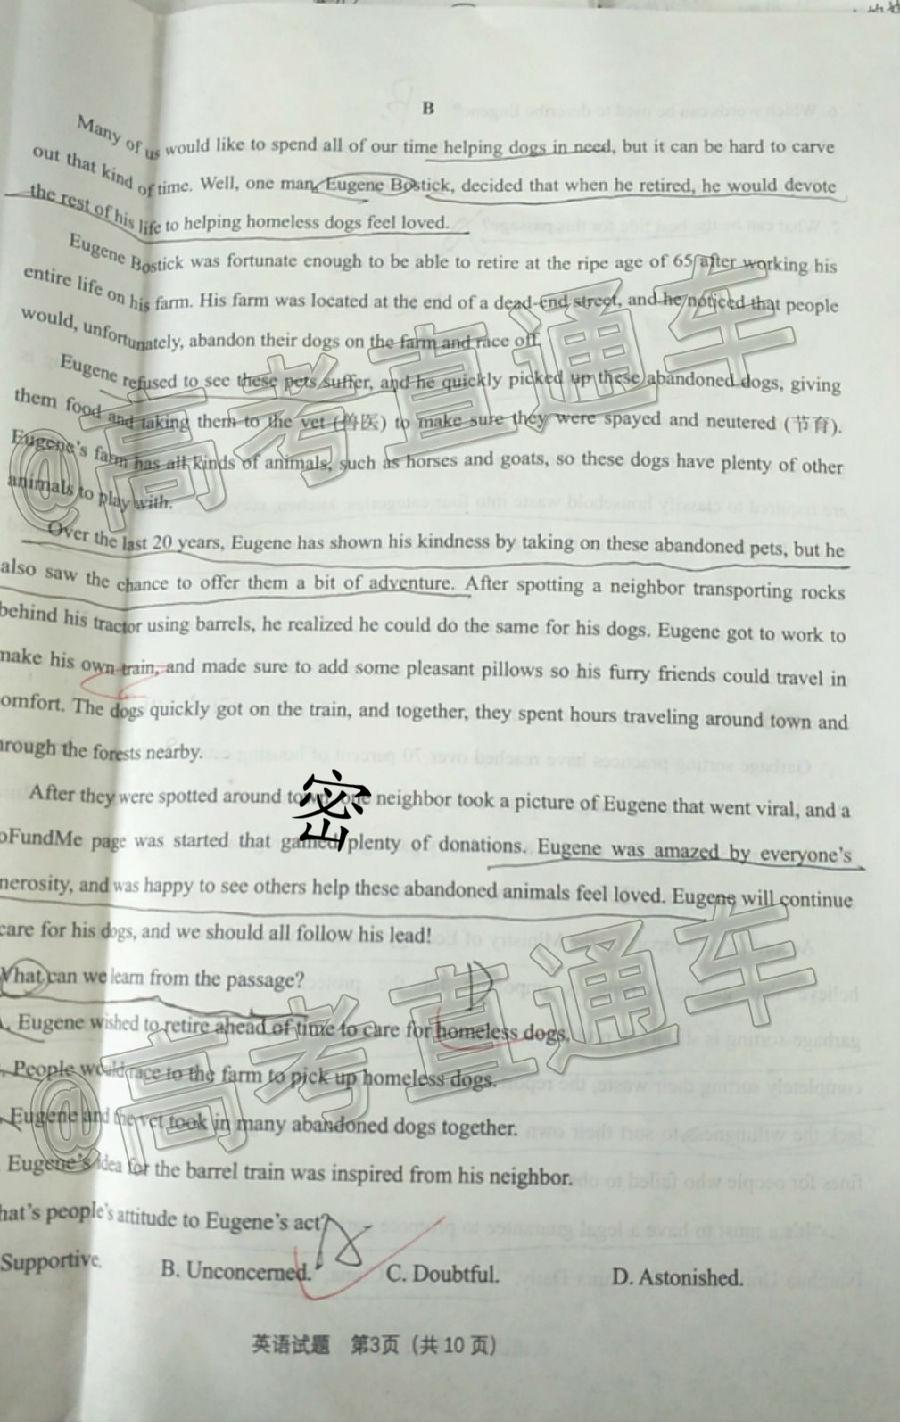 B
Many of us would like to spend all of our time helping dogs in need, but it can be hard to carve
out that kind of time. Well, one man, Eugene Bostick, decided that when he retired, he would devote
the rest of his life to helping homeless dogs feel loved.
Eugene Bostick was fortunate enough to be able to retire at the ripe age of 65 after working his
entire life on his farm. His farm was located at the end of a dead-end street, and he noticed that people
would, unfortunately, abandon their dogs on the farm and race off.
Eugene refused to see these pets suffer, and he quickly picked up these abandoned dogs, giving
them food and taking them to the vet (兽医) to make sure they were spayed and neutered (节育).
Eugene's farm has all kinds of animals, such as horses and goats, so these dogs have plenty of other
animals to play with.
Over the last 20 years, Eugene has shown his kindness by taking on these abandoned pets, but he
also saw the chance to offer them a bit of adventure. After spotting a neighbor transporting rocks
behind his tractor using barrels, he realized he could do the same for his dogs. Eugene got to work to
make his own train, and made sure to add some pleasant pillows so his furry friends could travel in
omfort. The dogs quickly got on the train, and together, they spent hours traveling around town and
hrough the forests nearby.
After they were spotted around town, one neighbor took a picture of Eugene that went viral, and a
oFundMe page was started that gained plenty of donations. Eugene was amazed by everyone's
nerosity, and was happy to see others help these abandoned animals feel loved. Eugene will continue
care for his dogs, and we should all follow his lead!
What can we learn from the passage?
D
Eugene wished to retire ahead of time to care for homeless dogs.
People would race to the farm to pick up homeless dogs.
Eugene and the vet took in many abandoned dogs together.
Eugene's idea for the barrel train was inspired from his neighbor.
hat's people's attitude to Eugene's act?
A
Supportive. B. Unconcerned. C. Doubtful. D. Astonished.
英语试题 第3页 (共 10 页)
密
@高考直通车
@高考直通车